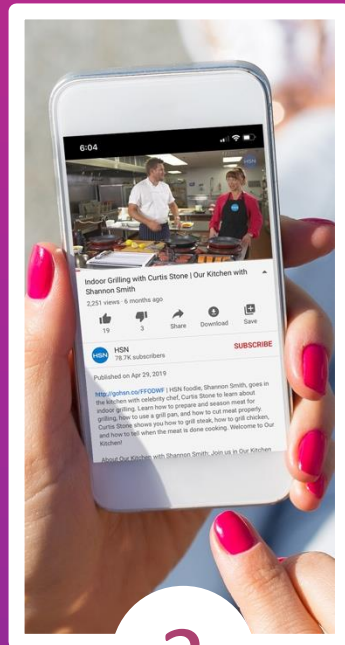 6:04
HSN
Indoor Grilling with Curtis Stone | Our Kitchen with
Shannon Smith
2,251 views · 6 months ago
19
3
Share
Download
Save
HSN
HSN
78.7K subscribers
SUBSCRIBE
Published on Apr 29, 2019
http://gohsn.co/FFODWF | HSN foodie, Shannon Smith, goes in
the kitchen with celebrity chef, Curtis Stone to learn about
indoor grilling. Learn how to prepare and season meat for
grilling, how to use a grill pan, and how to cut meat properly.
Curtis Stone shows you how to grill steak, how to grill chicken,
and how to tell when the meat is done cooking. Welcome to Our
Kitchen!
About Our Kitchen with Shannon Smith: Join us in Our Kitchen